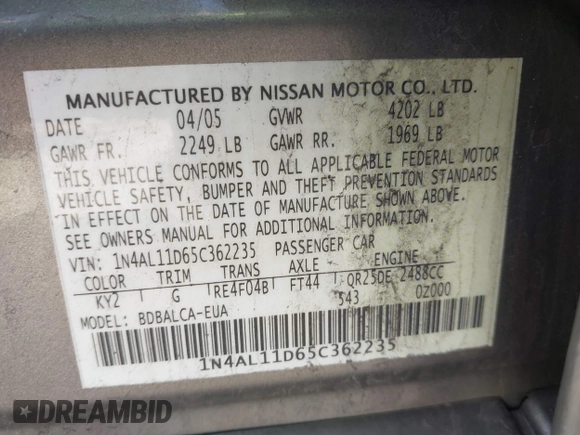 MANUFACTURED BY NISSAN MOTOR CO., LTD.
DATE 04/05 GVWR 4202 LB
GAWR FR. 2249 LB GAWR RR. 1969 LB
THIS VEHICLE CONFORMS TO ALL APPLICABLE FEDERAL MOTOR
VEHICLE SAFETY, BUMPER AND THEFT PREVENTION STANDARDS
IN EFFECT ON THE DATE OF MANUFACTURE SHOWN ABOVE.
SEE OWNERS MANUAL FOR ADDITIONAL INFORMATION.
VIN: 1N4AL11D65C362235 PASSENGER CAR
COLOR TRIM TRANS AXLE ENGINE
KY2 G RE4F04B FT44 QR25DE 2488CC
MODEL: BDBALCA-EUA 543 0Z000
1N4AL11D65C362235
DREAMBID